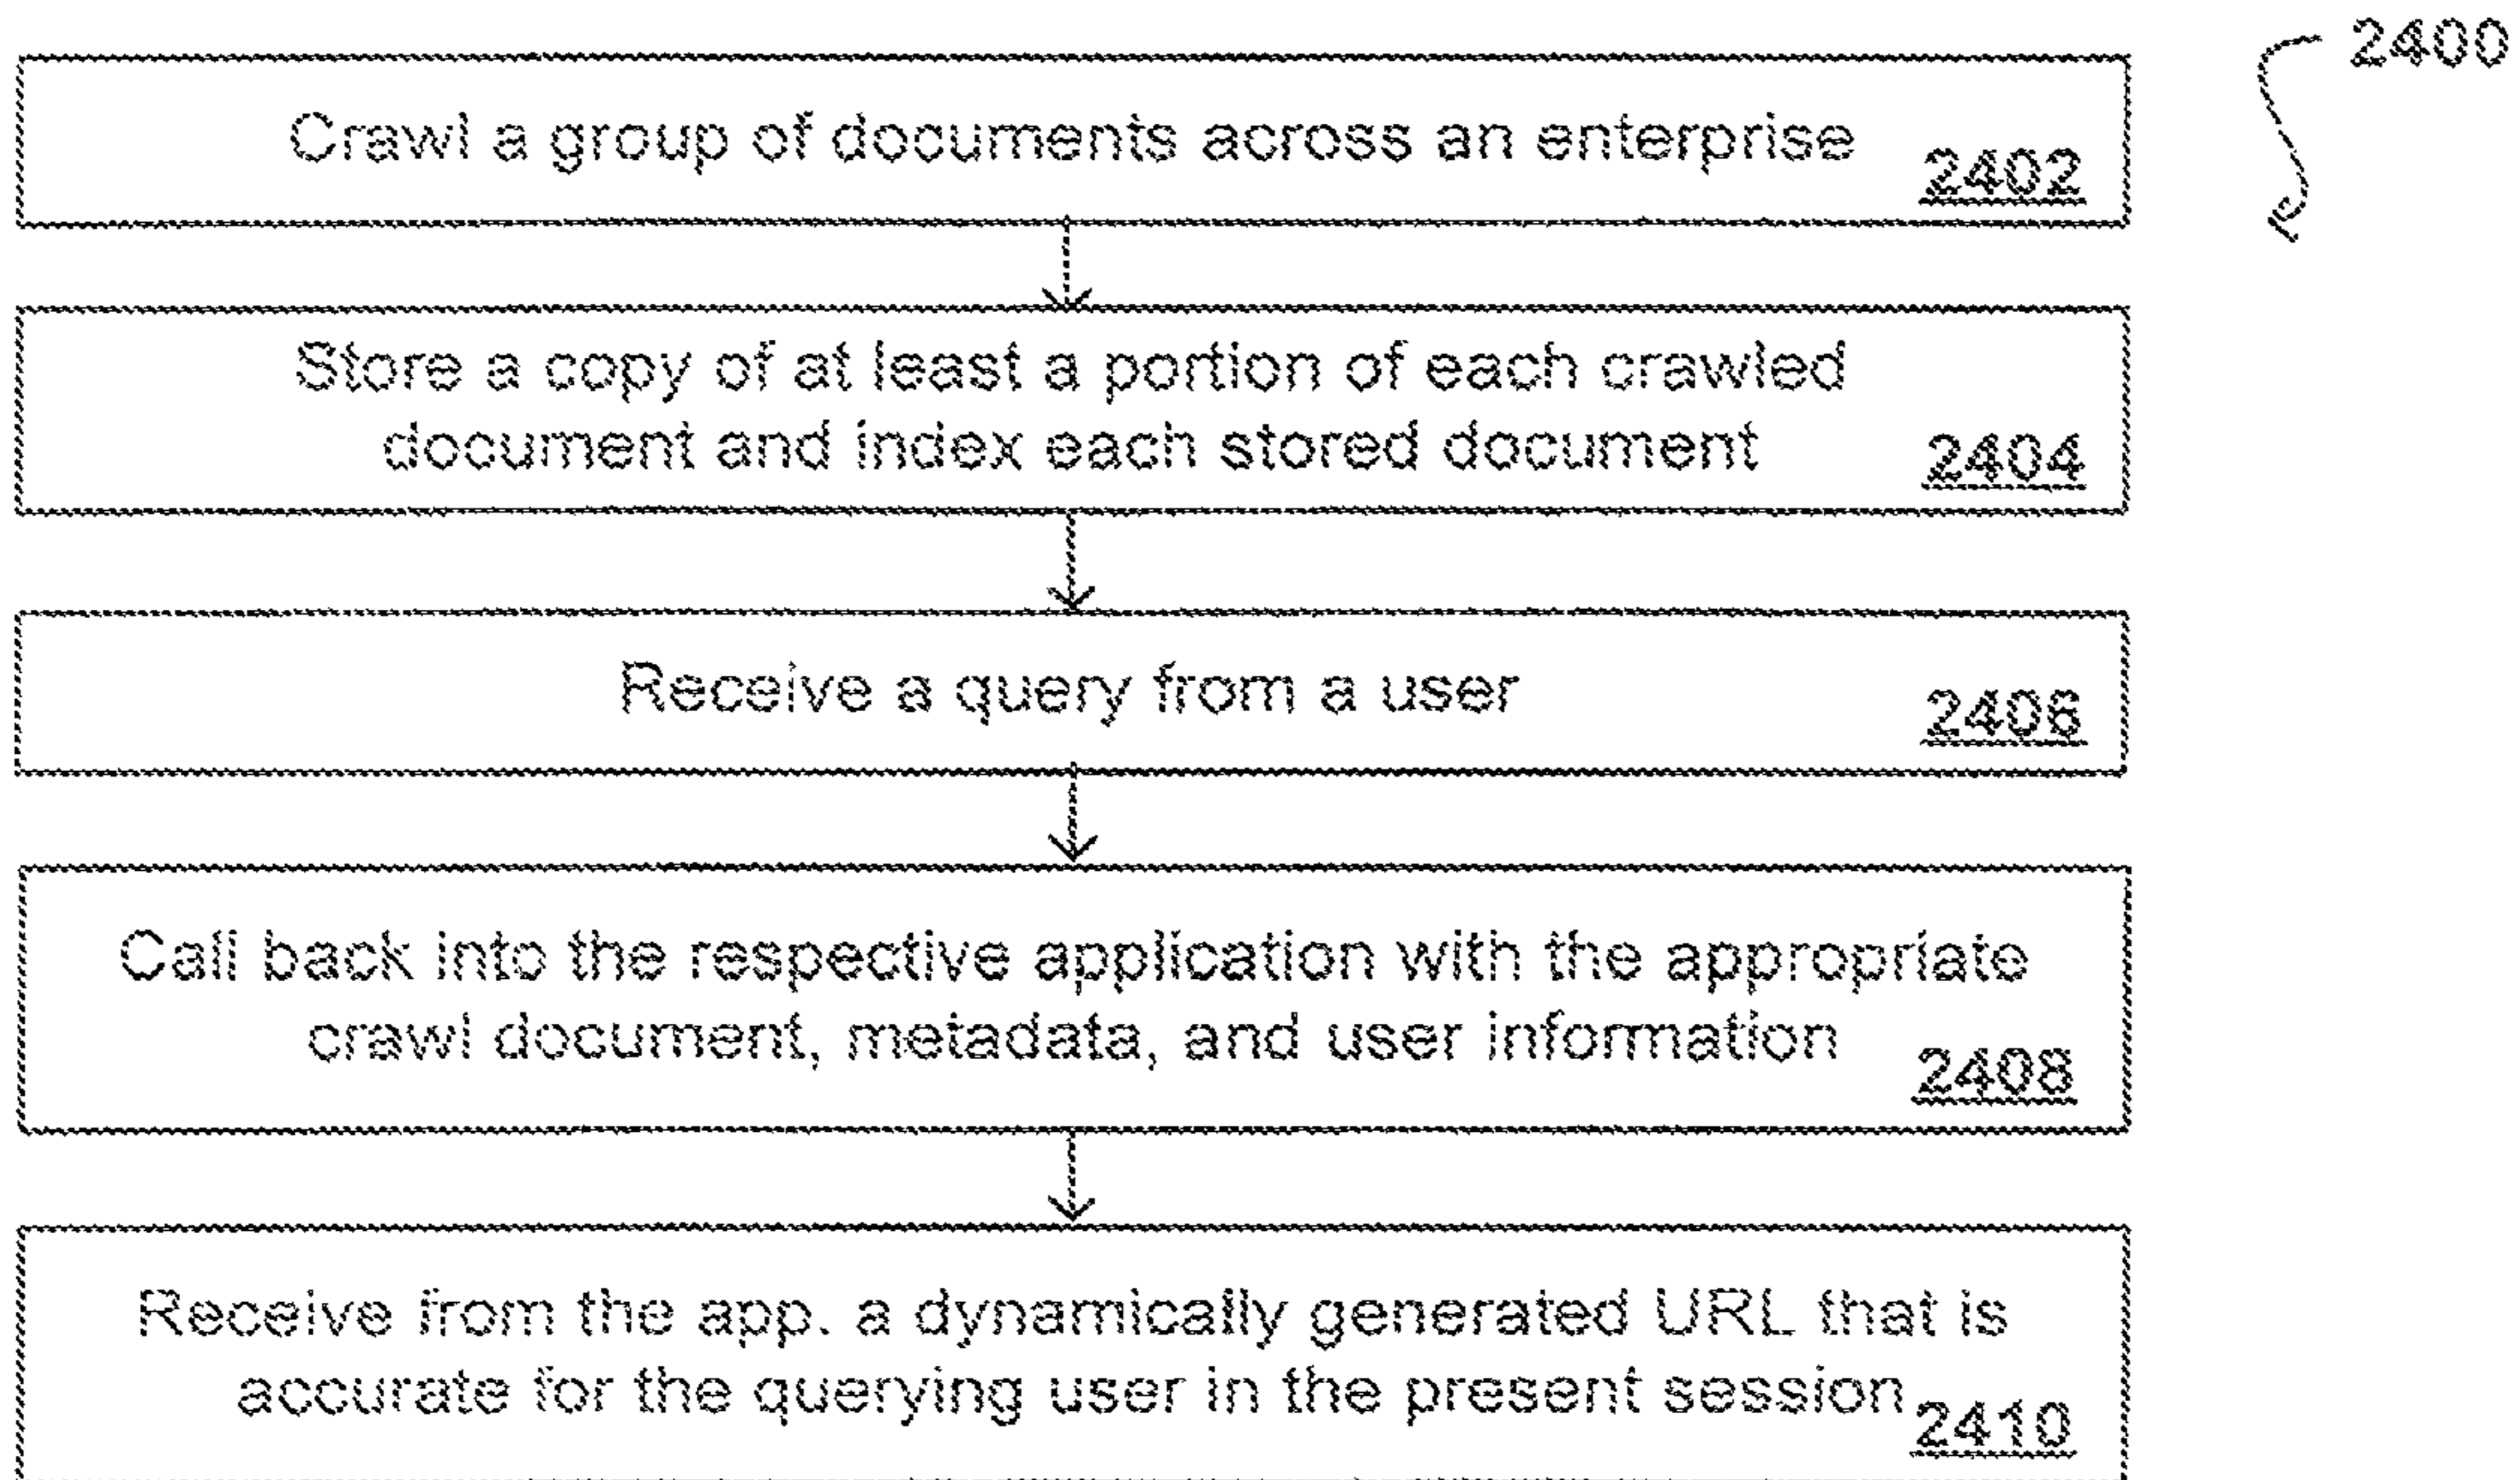 2400
Crawl a group of documents across an enterprise
2402
Store a copy of at least a portion of each crawled
document and index each stored document
2404
Receive a query from a user
2406
Call back into the respective application with the appropriate
crawl document, metadata, and user information
2408
Receive from the app. a dynamically generated URL that is
accurate for the querying user in the present session
2410